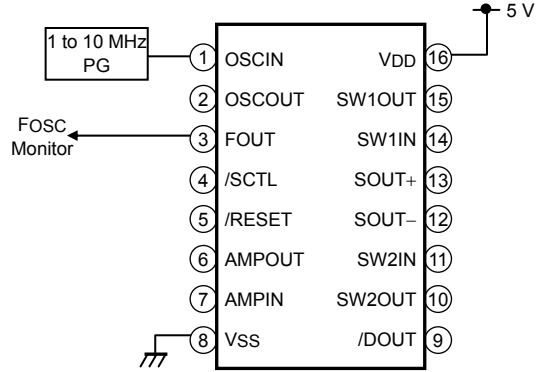 5 V
1 to 10 MHz
PG
1 OSCIN VDD 16
2 OSCOUT SW1OUT 15
FOSC
Monitor
3 FOUT SW1IN 14
4 /SCTL SOUT+ 13
5 /RESET SOUT− 12
6 AMPOUT SW2IN 11
7 AMPIN SW2OUT 10
8 VSS /DOUT 9